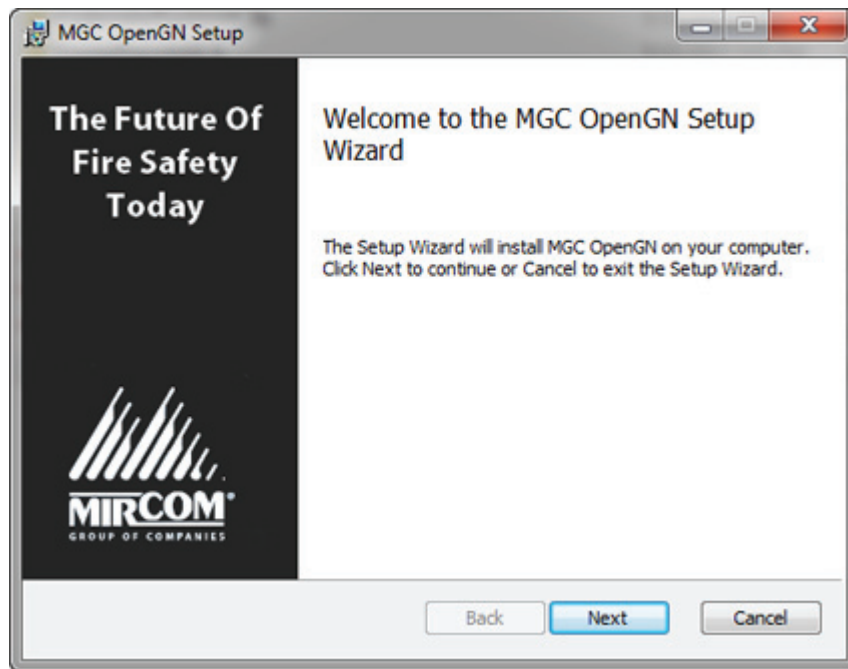 MGC OpenGN Setup
The Future Of
Fire Safety
Today
Welcome to the MGC OpenGN Setup
Wizard
The Setup Wizard will install MGC OpenGN on your computer.
Click Next to continue or Cancel to exit the Setup Wizard.
MIRCOM®
GROUP OF COMPANIES
Back
Next
Cancel